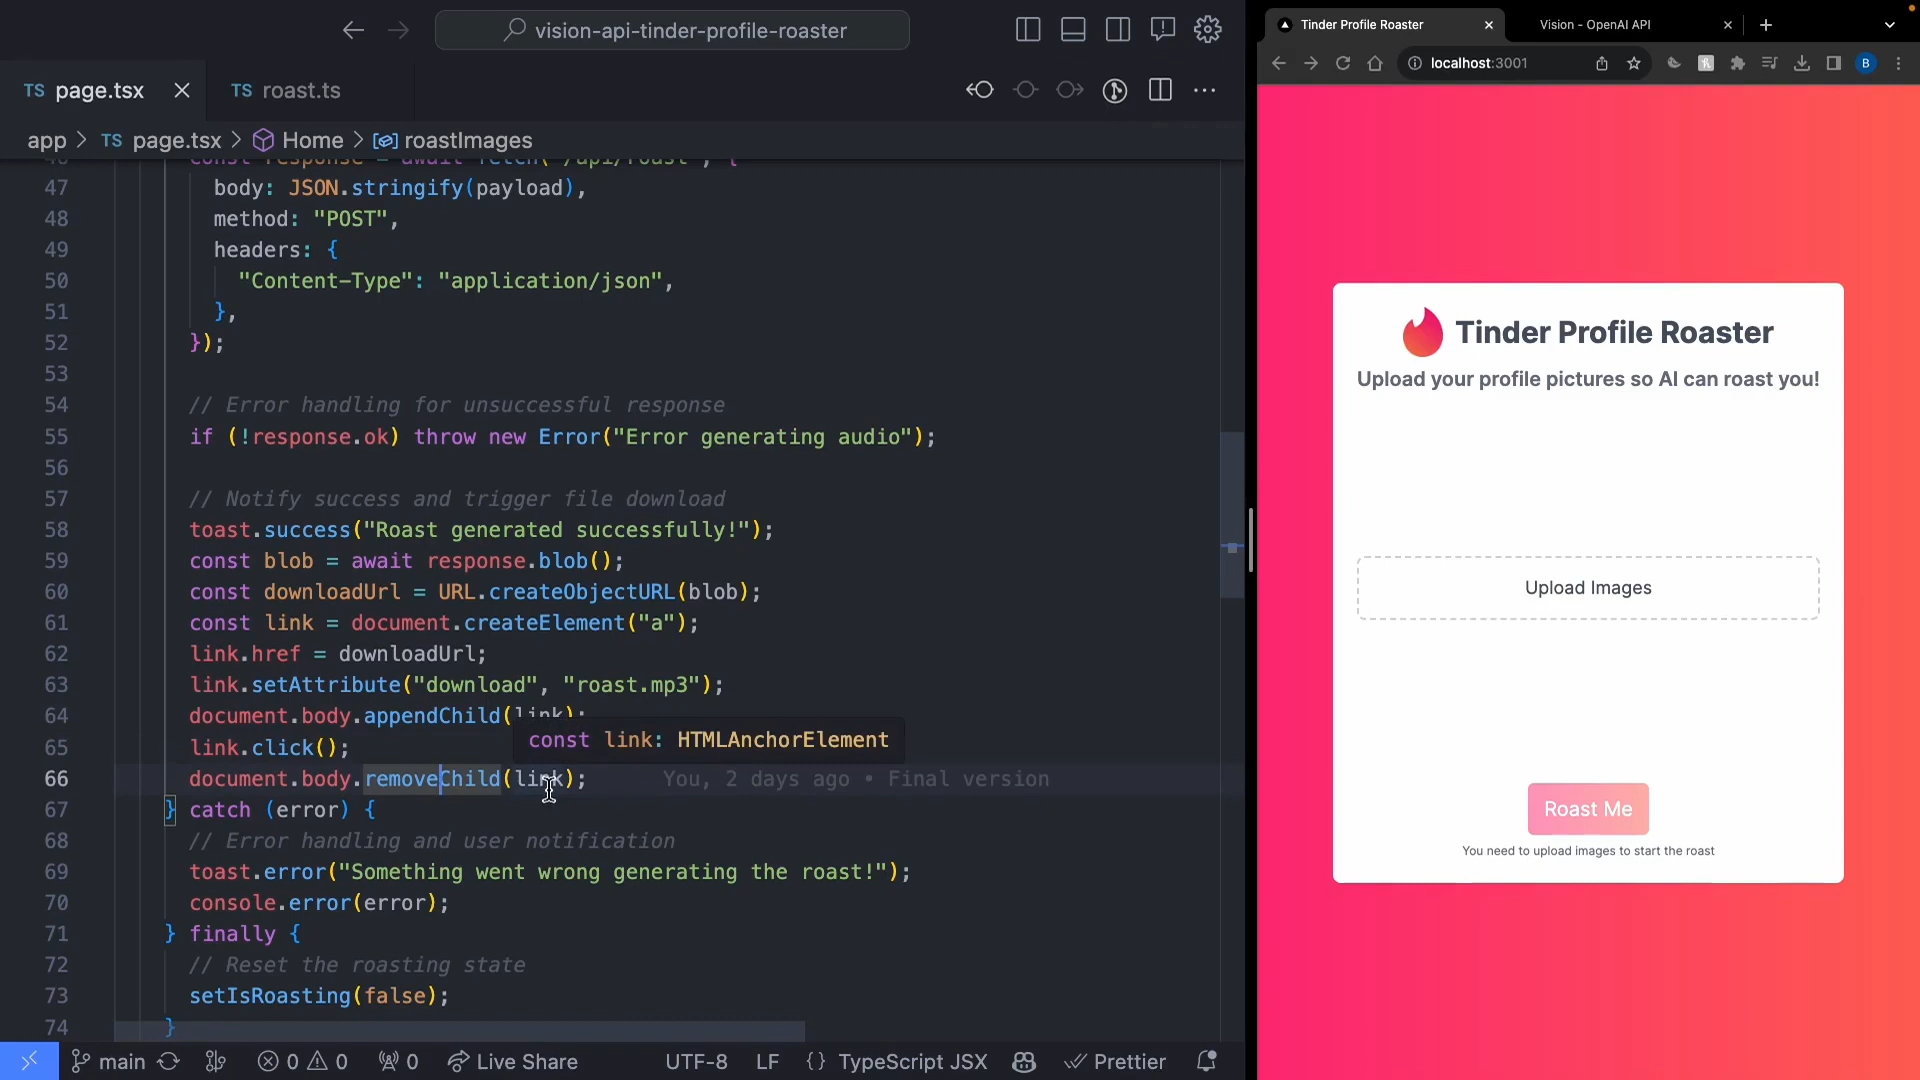 vision-api-tinder-profile-roaster
TS page.tsx
TS roast.ts
app > TS page.tsx > Home > roastImages
46 const response = await fetch("/api/roast", {
47 body: JSON.stringify(payload),
48 method: "POST",
49 headers: {
50 "Content-Type": "application/json",
51 },
52 });
53
54 // Error handling for unsuccessful response
55 if (!response.ok) throw new Error("Error generating audio");
56
57 // Notify success and trigger file download
58 toast.success("Roast generated successfully!");
59 const blob = await response.blob();
60 const downloadUrl = URL.createObjectURL(blob);
61 const link = document.createElement("a");
62 link.href = downloadUrl;
63 link.setAttribute("download", "roast.mp3");
64 document.body.appendChild(link);
const link: HTMLAnchorElement
65 link.click();
66 document.body.removeChild(link); You, 2 days ago • Final version
67 } catch (error) {
68 // Error handling and user notification
69 toast.error("Something went wrong generating the roast!");
70 console.error(error);
71 } finally {
72 // Reset the roasting state
73 setIsRoasting(false);
74 }
main 0 0 0 Live Share UTF-8 LF {} TypeScript JSX Prettier
Tinder Profile Roaster
Vision - OpenAI API
localhost:3001
B
Tinder Profile Roaster
Upload your profile pictures so AI can roast you!
Upload Images
Roast Me
You need to upload images to start the roast